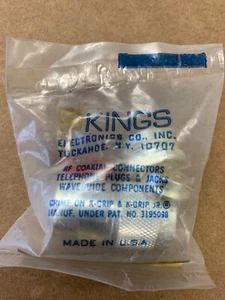 KINGS
ELECTRONICS CO., INC.
TUCKAHOE, N.Y. 10707
RF COAXIAL CONNECTORS
TELEPHONE PLUGS & JACKS
WAVEGUIDE COMPONENTS
CRIMP ON K-GRIP & K-GRIP JR.®
MANUF. UNDER PAT. NO. 3195098
MADE IN U.S.A.